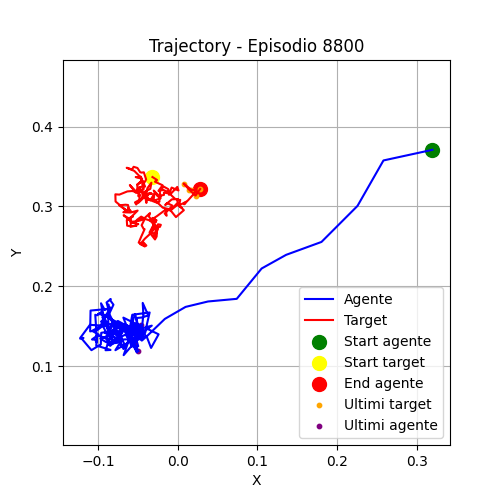 Trajectory - Episodio 8800
Y
0.4
0.3
0.2
0.1
−0.1
0.0
0.1
0.2
0.3
X
Agente
Target
Start agente
Start target
End agente
Ultimi target
Ultimi agente